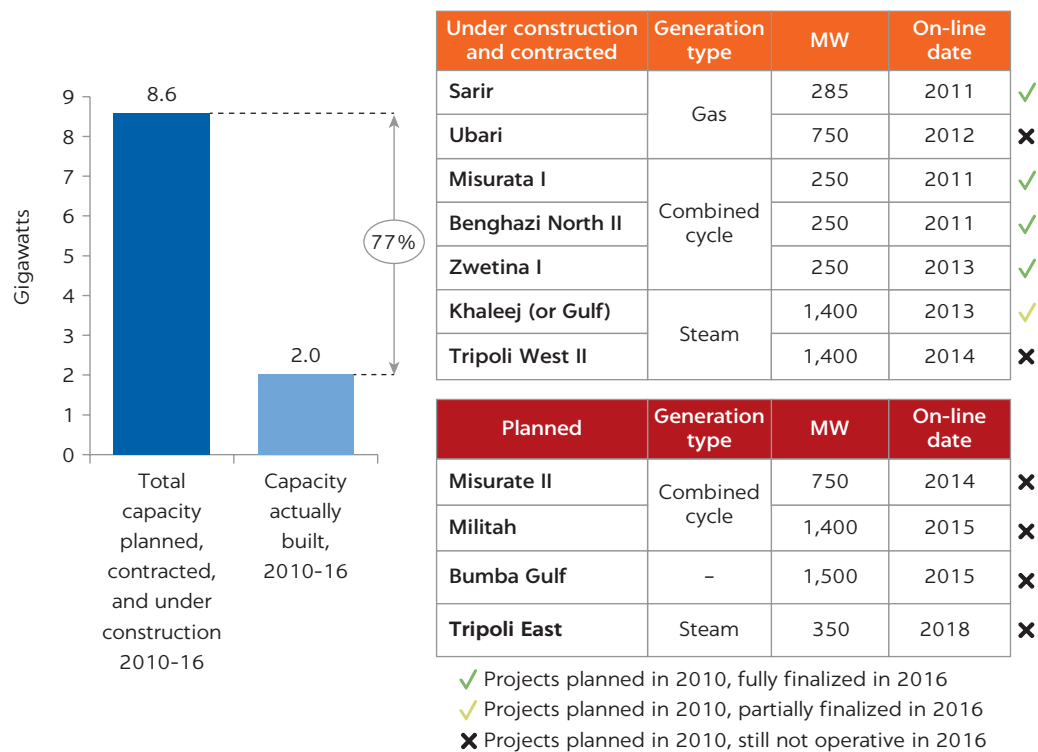 Gigawatts
9
8
7
6
5
4
3
2
1
0
8.6
2.0
77%
Total
capacity
planned,
contracted,
and under
construction
2010-16
Capacity
actually
built,
2010-16
Under construction and contracted Generation type MW On-line date
Sarir Gas 285 2011 ✓
Ubari 750 2012 ✕
Misurata I Combined cycle 250 2011 ✓
Benghazi North II 250 2011 ✓
Zwetina I 250 2013 ✓
Khaleej (or Gulf) Steam 1,400 2013 ✓
Tripoli West II 1,400 2014 ✕
Planned Generation type MW On-line date
Misurate II Combined cycle 750 2014 ✕
Militah 1,400 2015 ✕
Bumba Gulf – 1,500 2015 ✕
Tripoli East Steam 350 2018 ✕
✓ Projects planned in 2010, fully finalized in 2016
✓ Projects planned in 2010, partially finalized in 2016
✕ Projects planned in 2010, still not operative in 2016